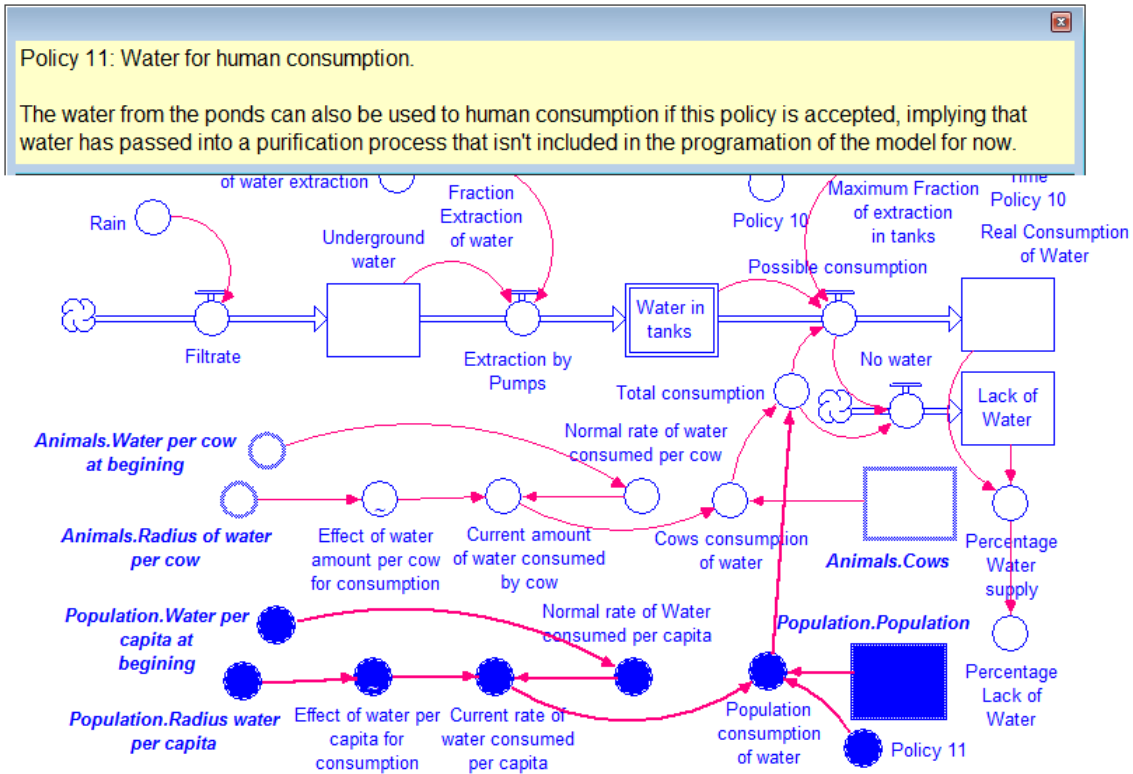 Policy 11: Water for human consumption.
The water from the ponds can also be used to human consumption if this policy is accepted, implying that
water has passed into a purification process that isn't included in the programation of the model for now.
of water extraction
Fraction
Extraction
of water
Policy 10
Maximum Fraction
of extraction
in tanks
Time
Policy 10
Rain
Underground
water
Real Consumption
of Water
Possible consumption
Water in
tanks
Filtrate
Extraction by
Pumps
No water
Total consumption
Lack of
Water
Animals.Water per cow
at begining
Normal rate of water
consumed per cow
Animals.Radius of water
per cow
Effect of water
amount per cow
for consumption
Current amount
of water consumed
by cow
Cows consumption
of water
Animals.Cows
Percentage
Water
supply
Population.Water per
capita at
begining
Normal rate of Water
consumed per capita
Population.Population
Population.Radius water
per capita
Effect of water per
capita for
consumption
Current rate of
water consumed
per capita
Population
consumption
of water
Policy 11
Percentage
Lack of
Water